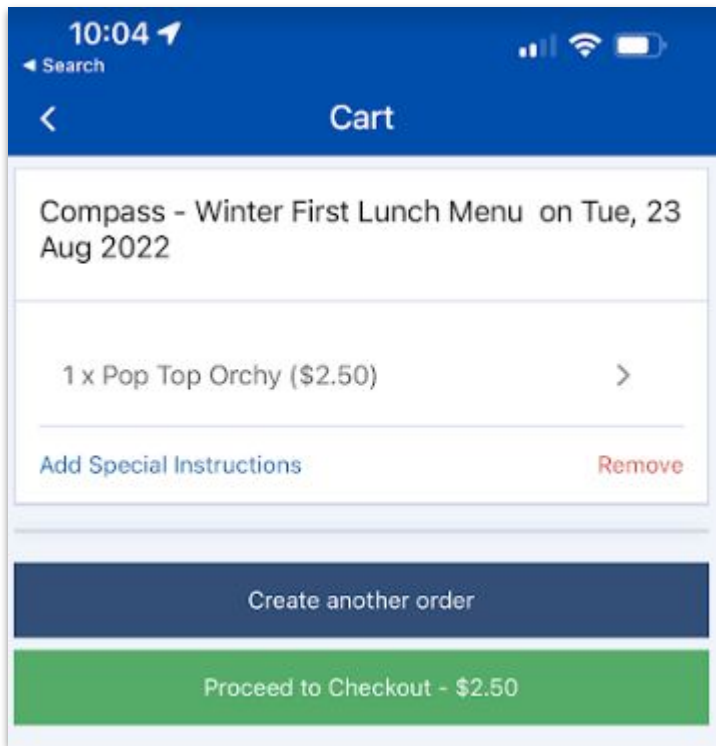 10:04
◀ Search
Cart
Compass - Winter First Lunch Menu on Tue, 23
Aug 2022
1 x Pop Top Orchy ($2.50)
Add Special Instructions
Remove
Create another order
Proceed to Checkout - $2.50